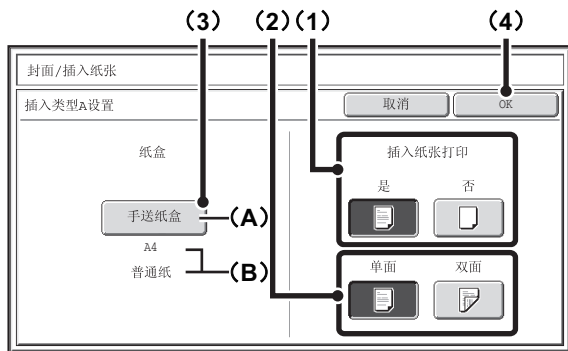 (3) (2) (1) (4)
封面/插入纸张
插入类型A设置 取消 OK
纸盒 插入纸张打印
是 否
手送纸盒 (A)
A4
普通纸 (B)
单面 双面